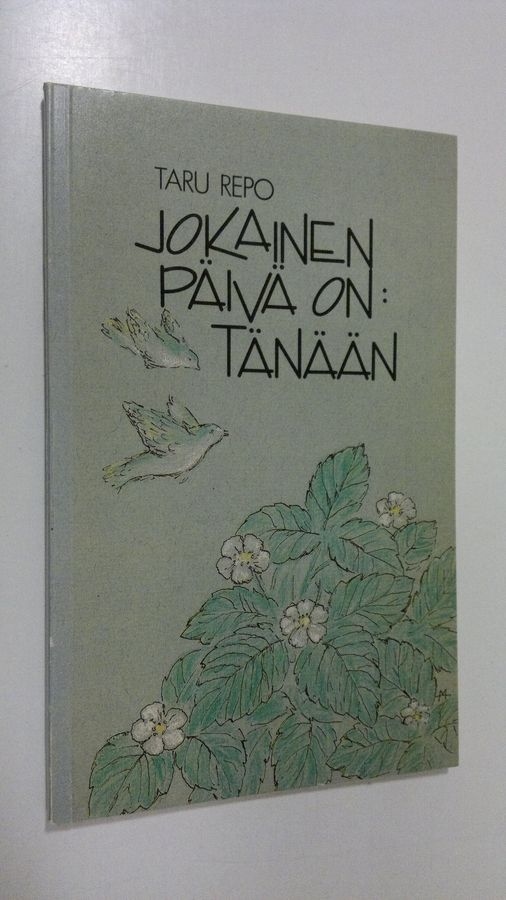 TARU REPO
JOKAINEN
PÄIVÄ ON:
TÄNÄÄN